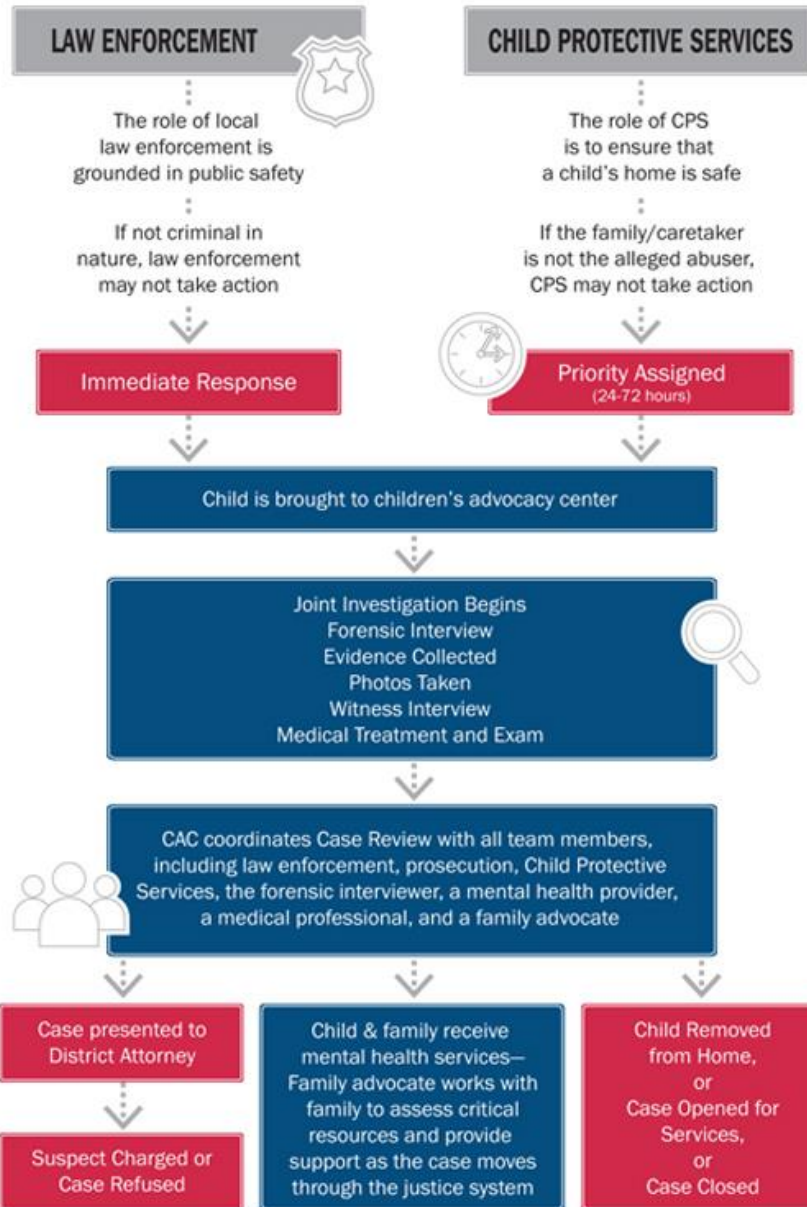 LAW ENFORCEMENT
The role of local
law enforcement is
grounded in public safety
If not criminal in
nature, law enforcement
may not take action
Immediate Response
CHILD PROTECTIVE SERVICES
The role of CPS
is to ensure that
a child's home is safe
If the family/caretaker
is not the alleged abuser,
CPS may not take action
Priority Assigned
(24-72 hours)
Child is brought to children's advocacy center
Joint Investigation Begins
Forensic Interview
Evidence Collected
Photos Taken
Witness Interview
Medical Treatment and Exam
CAC coordinates Case Review with all team members,
including law enforcement, prosecution, Child Protective
Services, the forensic interviewer, a mental health provider,
a medical professional, and a family advocate
Case presented to
District Attorney
Suspect Charged or
Case Refused
Child & family receive
mental health services—
Family advocate works with
family to assess critical
resources and provide
support as the case moves
through the justice system
Child Removed
from Home,
or
Case Opened for
Services,
or
Case Closed